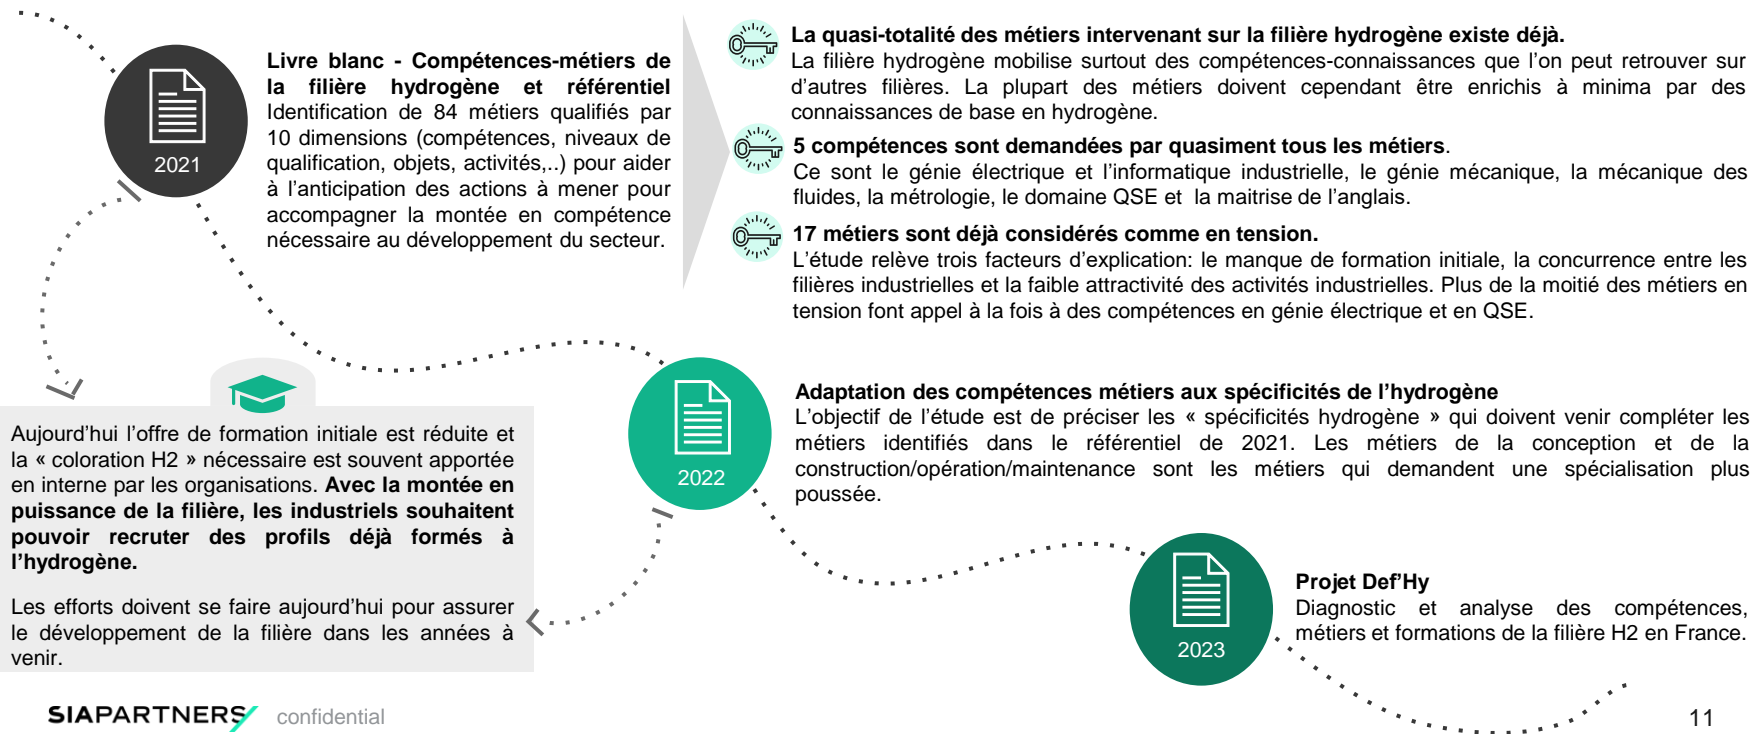 2021
Livre blanc - Compétences-métiers de
la filière hydrogène et référentiel
Identification de 84 métiers qualifiés par
10 dimensions (compétences, niveaux de
qualification, objets, activités,..) pour aider
à l’anticipation des actions à mener pour
accompagner la montée en compétence
nécessaire au développement du secteur.
La quasi-totalité des métiers intervenant sur la filière hydrogène existe déjà.
La filière hydrogène mobilise surtout des compétences-connaissances que l’on peut retrouver sur
d’autres filières. La plupart des métiers doivent cependant être enrichis à minima par des
connaissances de base en hydrogène.
5 compétences sont demandées par quasiment tous les métiers.
Ce sont le génie électrique et l’informatique industrielle, le génie mécanique, la mécanique des
fluides, la métrologie, le domaine QSE et la maitrise de l’anglais.
17 métiers sont déjà considérés comme en tension.
L’étude relève trois facteurs d’explication: le manque de formation initiale, la concurrence entre les
filières industrielles et la faible attractivité des activités industrielles. Plus de la moitié des métiers en
tension font appel à la fois à des compétences en génie électrique et en QSE.
Aujourd’hui l’offre de formation initiale est réduite et
la « coloration H2 » nécessaire est souvent apportée
en interne par les organisations. Avec la montée en
puissance de la filière, les industriels souhaitent
pouvoir recruter des profils déjà formés à
l’hydrogène.
Les efforts doivent se faire aujourd’hui pour assurer
le développement de la filière dans les années à
venir.
2022
Adaptation des compétences métiers aux spécificités de l’hydrogène
L’objectif de l’étude est de préciser les « spécificités hydrogène » qui doivent venir compléter les
métiers identifiés dans le référentiel de 2021. Les métiers de la conception et de la
construction/opération/maintenance sont les métiers qui demandent une spécialisation plus
poussée.
2023
Projet Def’Hy
Diagnostic et analyse des compétences,
métiers et formations de la filière H2 en France.
SIAPARTNERS confidential
11